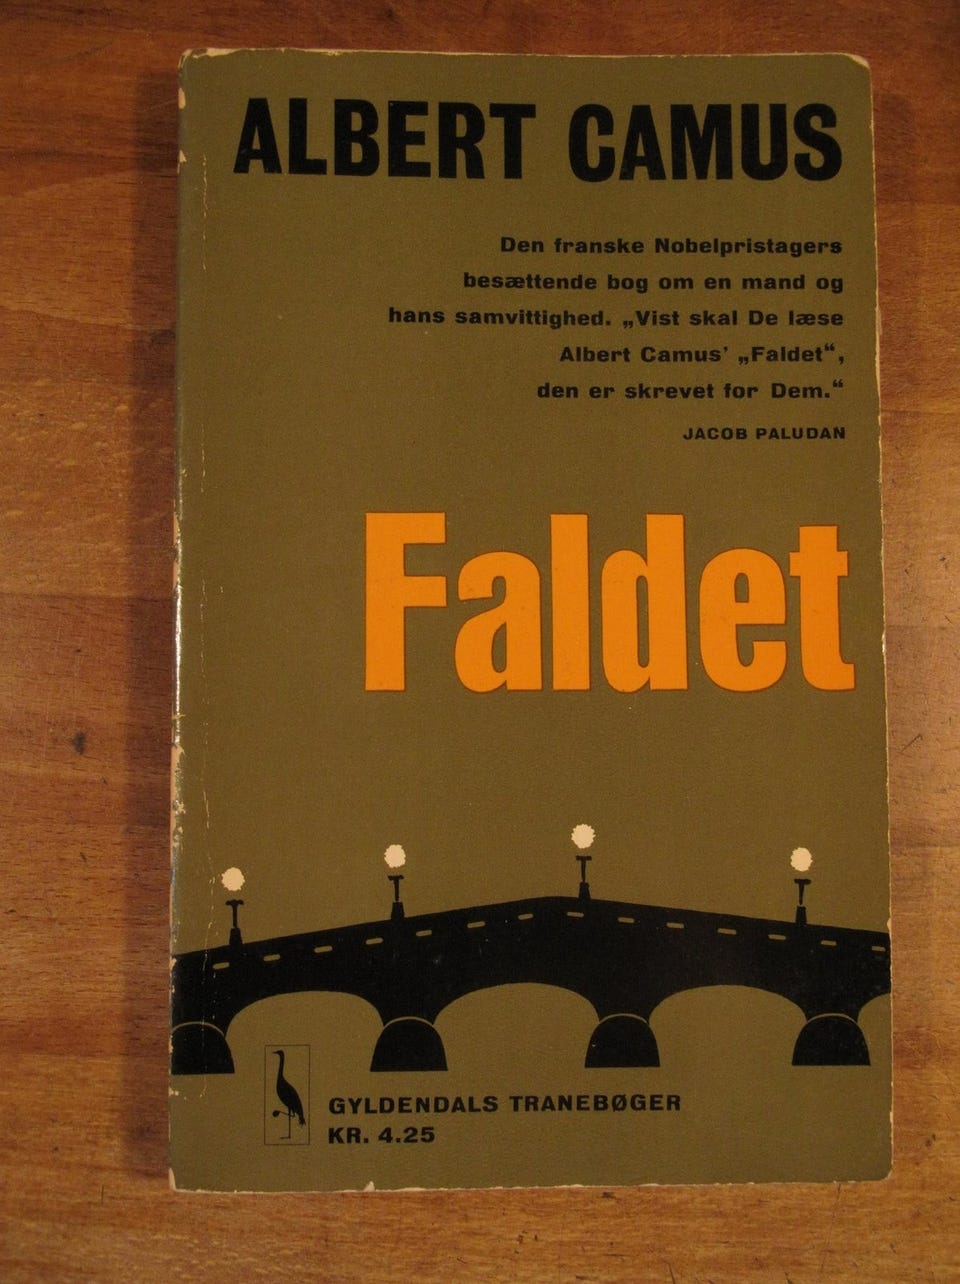 ALBERT CAMUS
Den franske Nobelpristagers
besættende bog om en mand og
hans samvittighed. „Vist skal De læse
Albert Camus’ „Faldet“,
den er skrevet for Dem.“
JACOB PALUDAN
Faldet
GYLDENDALS TRANEBØGER
KR. 4.25